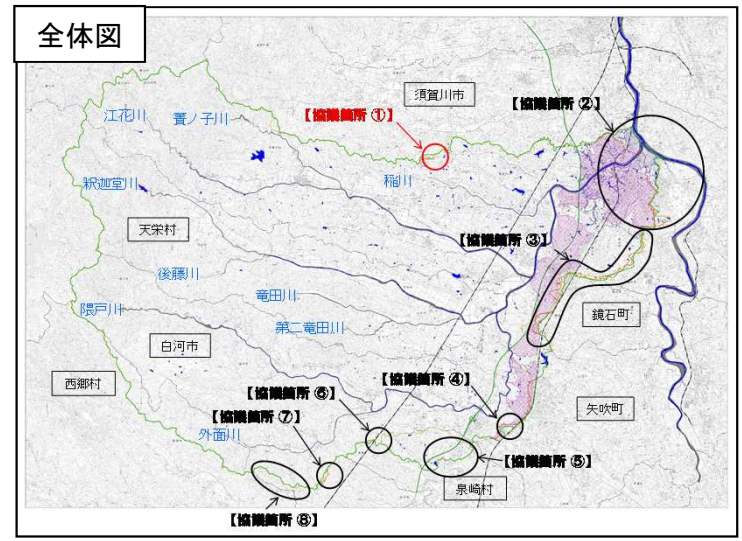 全体図
須賀川市
【協議箇所 ①】
【協議箇所 ②】
江花川
簀ノ子川
稲川
釈迦堂川
天栄村
【協議箇所 ③】
後藤川
竜田川
隈戸川
第二竜田川
鏡石町
白河市
西郷村
【協議箇所 ④】
【協議箇所 ⑥】
矢吹町
【協議箇所 ⑦】
外面川
【協議箇所 ⑤】
泉崎村
【協議箇所 ⑧】